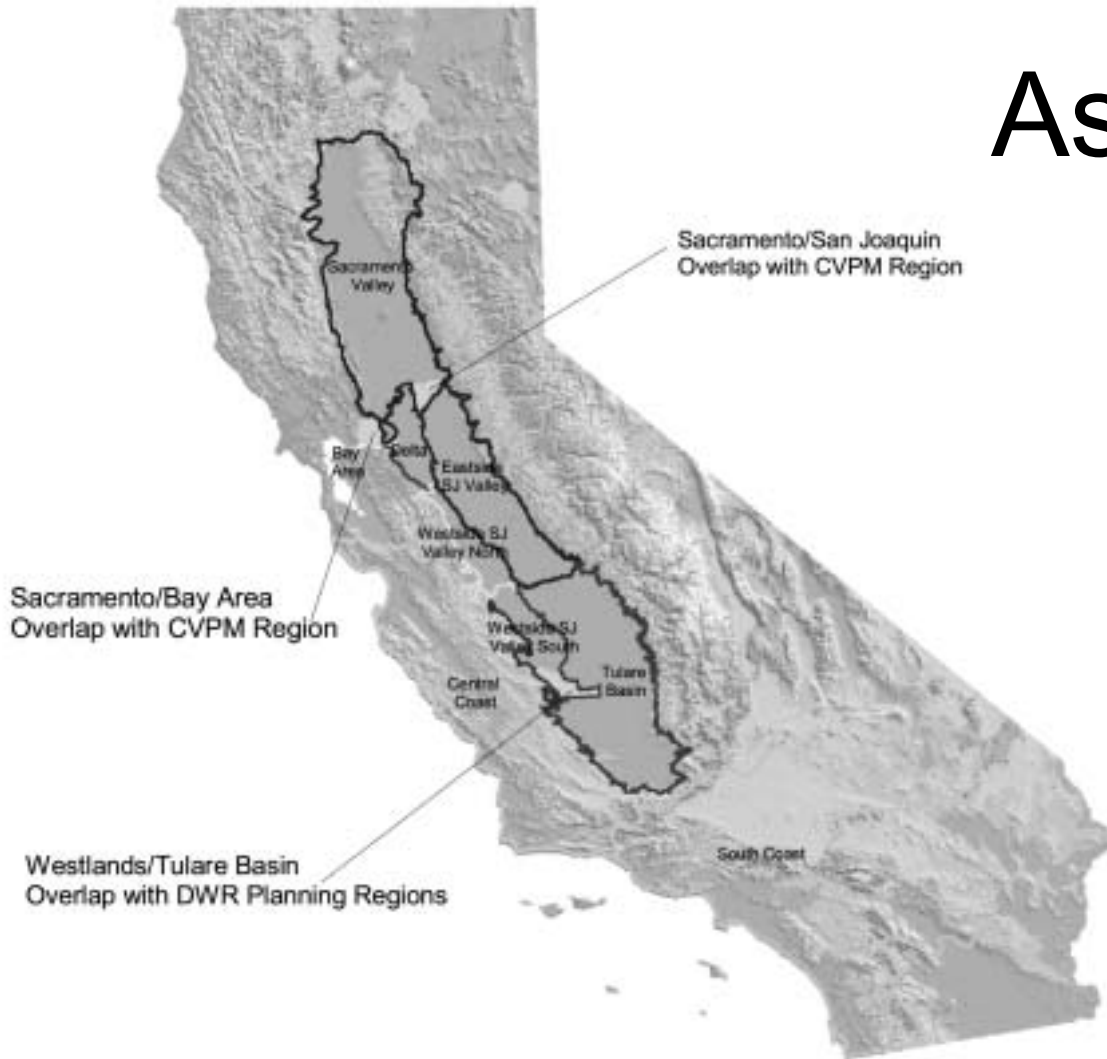 As
Sacramento/San Joaquin
Overlap with CVPM Region
Sacramento
Valley
Bay
Area
Delta
Eastside
SJ Valley
Westside SJ
Valley North
Sacramento/Bay Area
Overlap with CVPM Region
Westside SJ
Valley South
Tulare
Basin
Central
Coast
Westlands/Tulare Basin
Overlap with DWR Planning Regions
South Coast